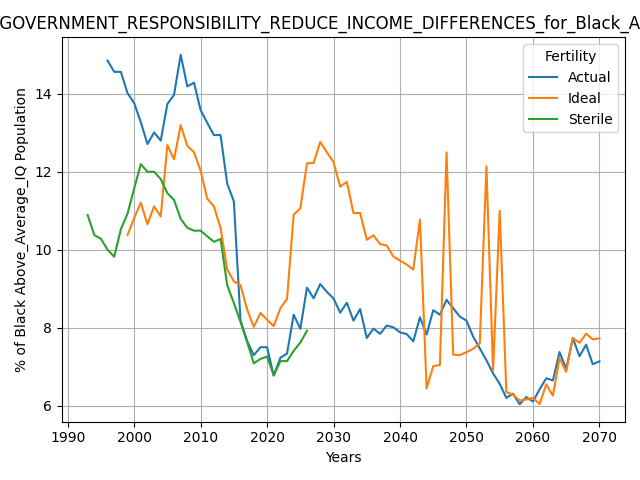 GOVERNMENT_RESPONSIBILITY_REDUCE_INCOME_DIFFERENCES_for_Black_A
% of Black Above_Average_IQ Population
14
12
10
8
6
Fertility
Actual
Ideal
Sterile
1990 2000 2010 2020 2030 2040 2050 2060 2070
Years